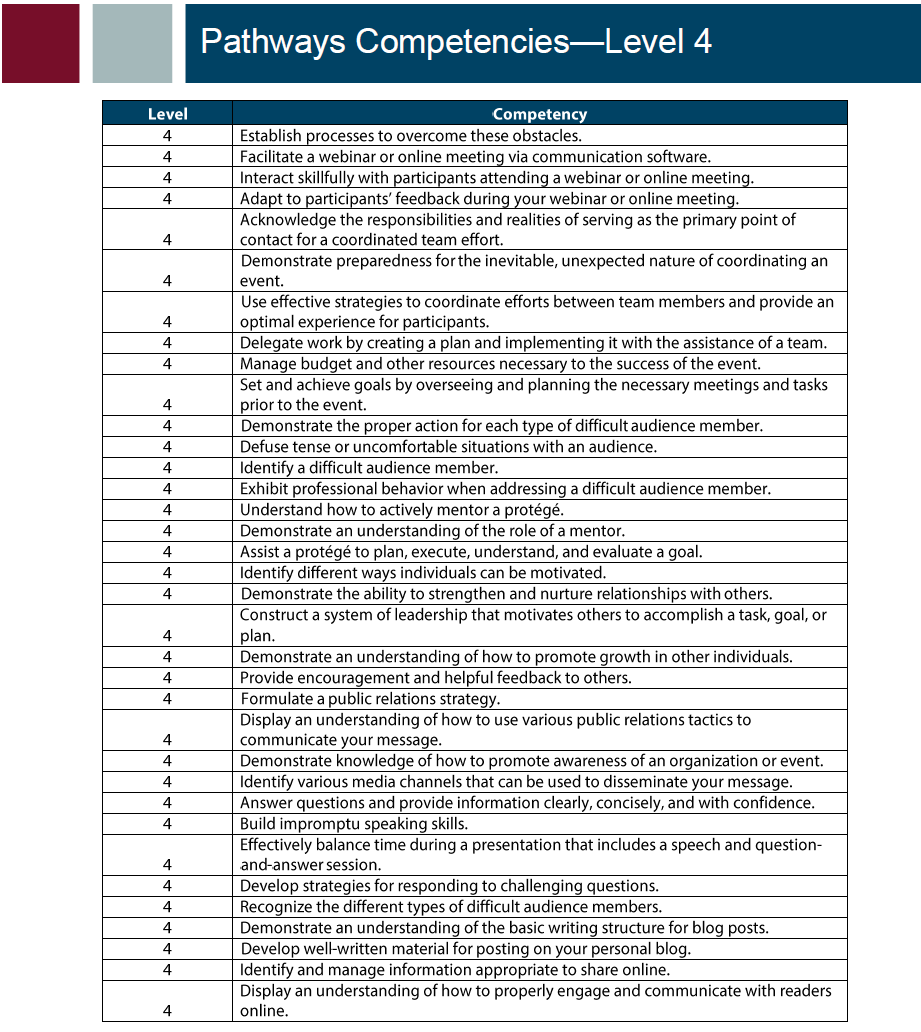 Pathways Competencies—Level 4
Level Competency
4 Establish processes to overcome these obstacles.
4 Facilitate a webinar or online meeting via communication software.
4 Interact skillfully with participants attending a webinar or online meeting.
4 Adapt to participants’ feedback during your webinar or online meeting.
Acknowledge the responsibilities and realities of serving as the primary point of
4 contact for a coordinated team effort.
Demonstrate preparedness for the inevitable, unexpected nature of coordinating an
4 event.
Use effective strategies to coordinate efforts between team members and provide an
4 optimal experience for participants.
4 Delegate work by creating a plan and implementing it with the assistance of a team.
4 Manage budget and other resources necessary to the success of the event.
Set and achieve goals by overseeing and planning the necessary meetings and tasks
4 prior to the event.
4 Demonstrate the proper action for each type of difficult audience member.
4 Defuse tense or uncomfortable situations with an audience.
4 Identify a difficult audience member.
4 Exhibit professional behavior when addressing a difficult audience member.
4 Understand how to actively mentor a protégé.
4 Demonstrate an understanding of the role of a mentor.
4 Assist a protégé to plan, execute, understand, and evaluate a goal.
4 Identify different ways individuals can be motivated.
4 Demonstrate the ability to strengthen and nurture relationships with others.
Construct a system of leadership that motivates others to accomplish a task, goal, or
4 plan.
4 Demonstrate an understanding of how to promote growth in other individuals.
4 Provide encouragement and helpful feedback to others.
4 Formulate a public relations strategy.
Display an understanding of how to use various public relations tactics to
4 communicate your message.
4 Demonstrate knowledge of how to promote awareness of an organization or event.
4 Identify various media channels that can be used to disseminate your message.
4 Answer questions and provide information clearly, concisely, and with confidence.
4 Build impromptu speaking skills.
Effectively balance time during a presentation that includes a speech and question-
4 and-answer session.
4 Develop strategies for responding to challenging questions.
4 Recognize the different types of difficult audience members.
4 Demonstrate an understanding of the basic writing structure for blog posts.
4 Develop well-written material for posting on your personal blog.
4 Identify and manage information appropriate to share online.
Display an understanding of how to properly engage and communicate with readers
4 online.